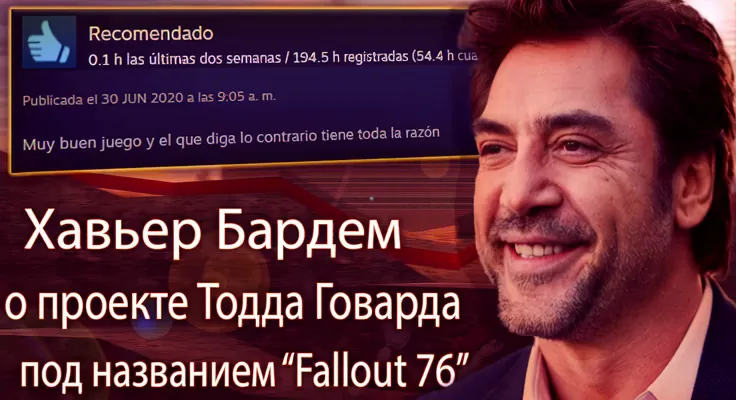 Recomendado
0.1 h las últimas dos semanas / 194.5 h registradas (54.4 h cua
Publicada el 30 JUN 2020 a las 9:05 a. m.
Muy buen juego y el que diga lo contrario tiene toda la razón
Хавьер Бардем
о проекте Тодда Говарда
под названием “Fallout 76”